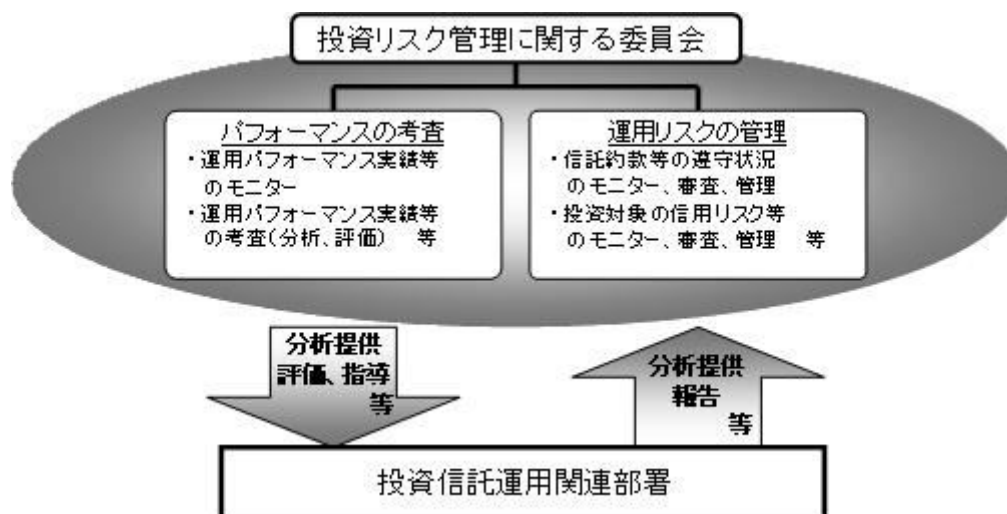 投資リスク管理に関する委員会
パフォーマンスの考査
・運用パフォーマンス実績等
のモニター
・運用パフォーマンス実績等
の考査(分析、評価) 等
運用リスクの管理
・信託約款等の遵守状況
のモニター、審査、管理
・投資対象の信用リスク等
のモニター、審査、管理 等
分析提供
評価、指導
等
分析提供
報告
等
投資信託運用関連部署